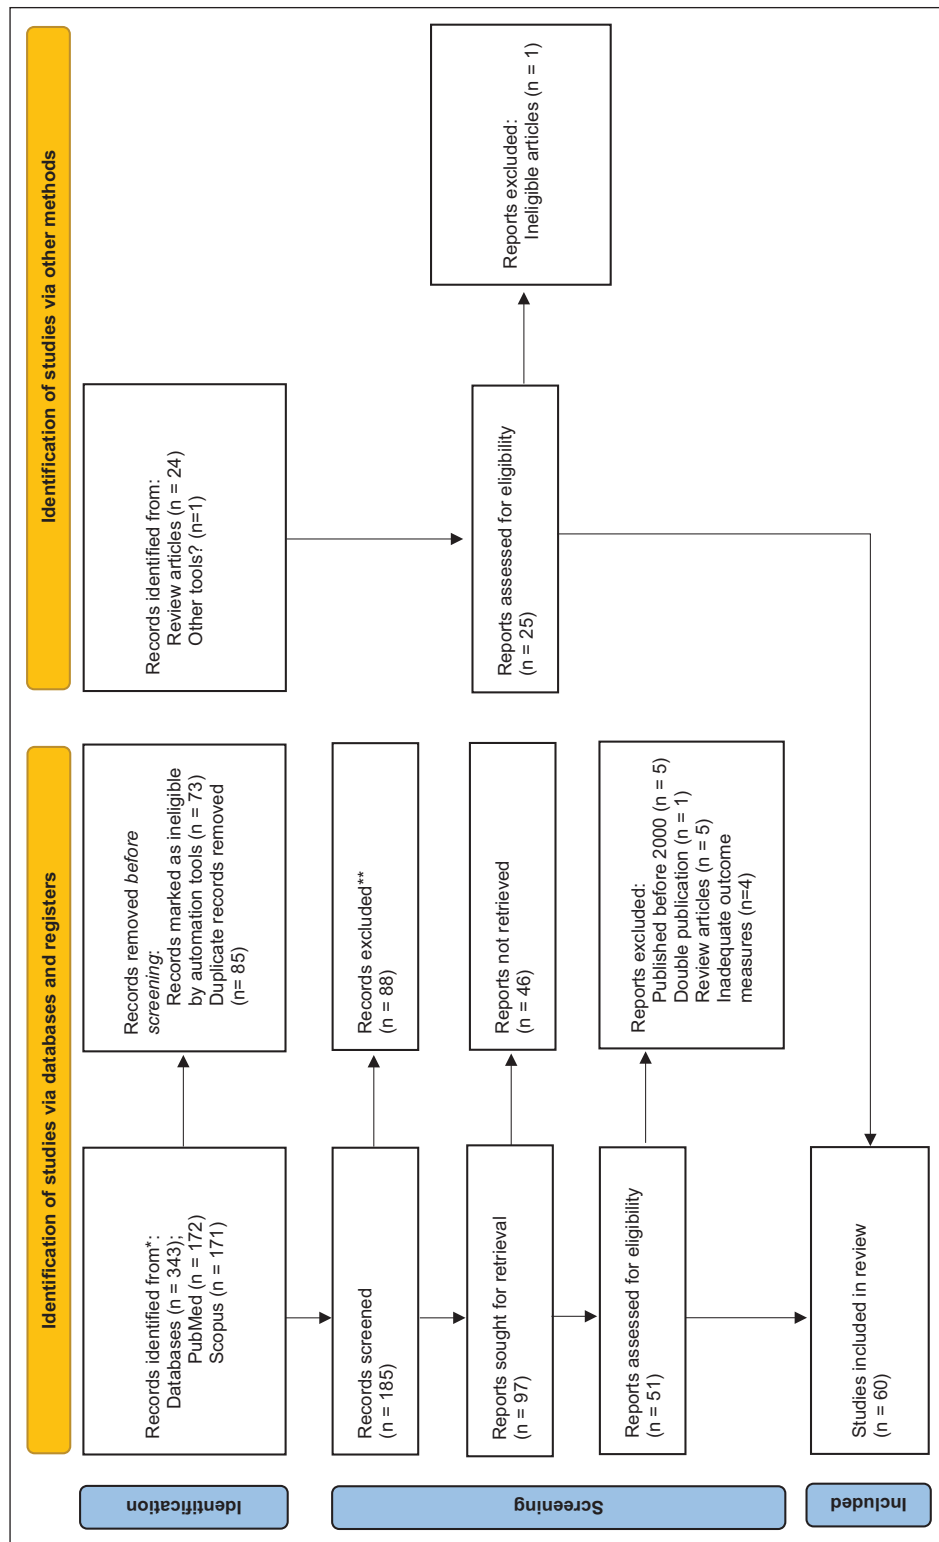 Identification of studies via databases and registers
Identification of studies via other methods
Identification
Records identified from*:
Databases (n = 343);
PubMed (n = 172)
Scopus (n = 171)
Records removed before
screening:
Records marked as ineligible
by automation tools (n = 73)
Duplicate records removed
(n= 85)
Records identified from:
Review articles (n = 24)
Other tools? (n=1)
Screening
Records screened
(n = 185)
Records excluded**
(n = 88)
Reports sought for retrieval
(n = 97)
Reports not retrieved
(n = 46)
Reports assessed for eligibility
(n = 25)
Reports excluded:
Ineligible articles (n = 1)
Reports assessed for eligibility
(n = 51)
Reports excluded:
Published before 2000 (n = 5)
Double publication (n = 1)
Review articles (n = 5)
Inadequate outcome
measures (n=4)
Included
Studies included in review
(n = 60)